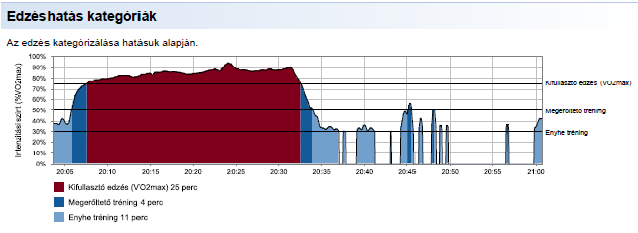 Edzéshatás kategóriák
Az edzés kategórizálása hatásuk alapján.
Intenzitási szint (%VO2max)
100%
90%
80%
70%
60%
50%
40%
30%
20%
10%
0%
Kifullasztó edzés (VO2max)
Megerőltető tréning
Enyhe tréning
20:05 20:10 20:15 20:20 20:25 20:30 20:35 20:40 20:45 20:50 20:55 21:00
Kifullasztó edzés (VO2max) 25 perc
Megerőltető tréning 4 perc
Enyhe tréning 11 perc